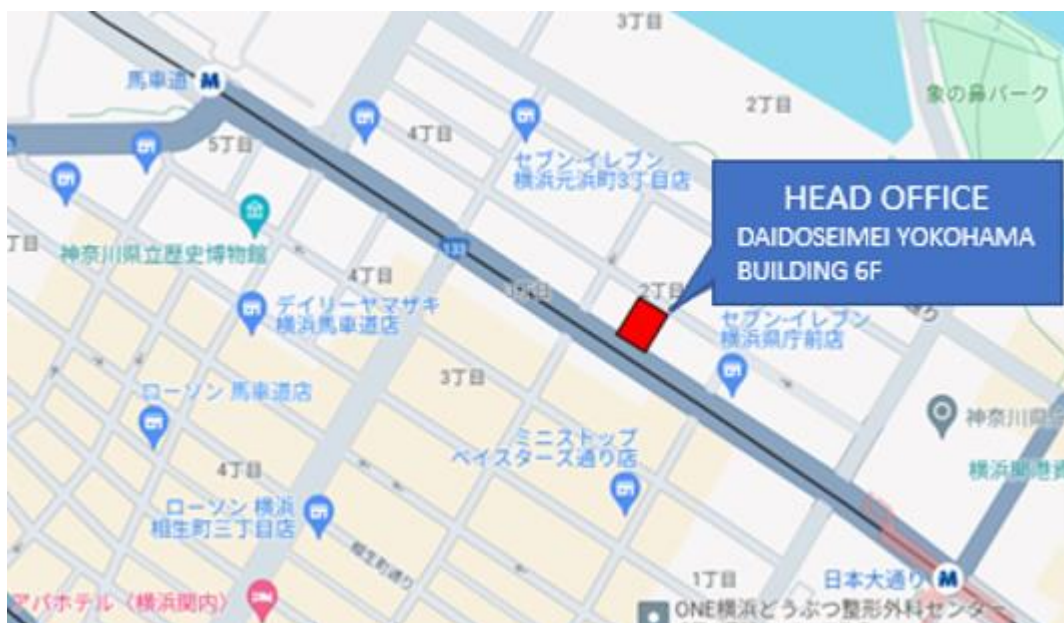 3丁目
馬車道
M
象の鼻パーク
2丁目
4丁目
5丁目
セブン-イレブン
横浜元浜町3丁目店
HEAD OFFICE
DAIDOSEIMEI YOKOHAMA
BUILDING 6F
丁目
神奈川県立歴史博物館
133
4丁目
2丁目
デイリーヤマザキ
横浜馬車道店
セブン-イレブン
横浜県庁前店
3丁目
ローソン 馬車道店
神奈川県
ミニストップ
ベイスターズ通り店
横浜開港資
4丁目
ローソン 横浜
相生町三丁目店
相生町通り
1丁目
日本大通り
M
アパホテル〈横浜関内〉
ONE横浜どうぶつ整形外科センター